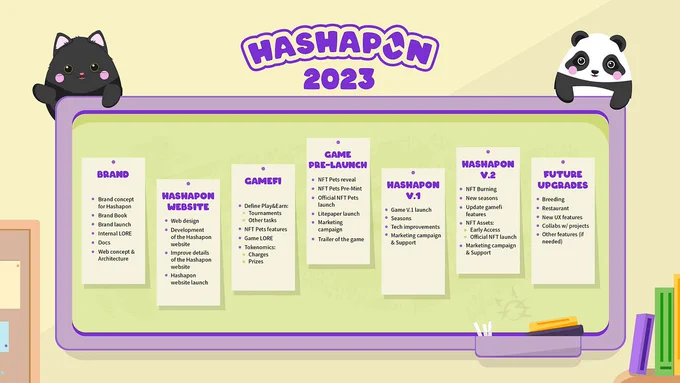 HASHAPON
2023
BRAND
Brand concept
for Hashapon
Brand Book
Brand launch
Internal LORE
Docs
Web concept &
Architecture
HASHAPON
WEBSITE
Web design
Development
of the Hashapon
website
Improve details
of the Hashapon
website
Hashapon
website launch
GAMEFI
Define Play&Earn:
Tournaments
Other tasks
NFT Pets features
Game LORE
Tokenomics:
Charges
Prizes
GAME
PRE-LAUNCH
NFT Pets reveal
NFT Pets Pre-Mint
Official NFT Pets
launch
Litepaper launch
Marketing
campaign
Trailer of the game
HASHAPON
V.1
Game V.1 launch
Seasons
Tech improvements
Marketing campaign
& Support
HASHAPON
V.2
NFT Burning
New seasons
Update gamefi
features
NFT Assets:
Early Access
Official NFT launch
Marketing campaign
& Support
FUTURE
UPGRADES
Breeding
Restaurant
New UX features
Collabs w/ projects
Other features (if
needed)